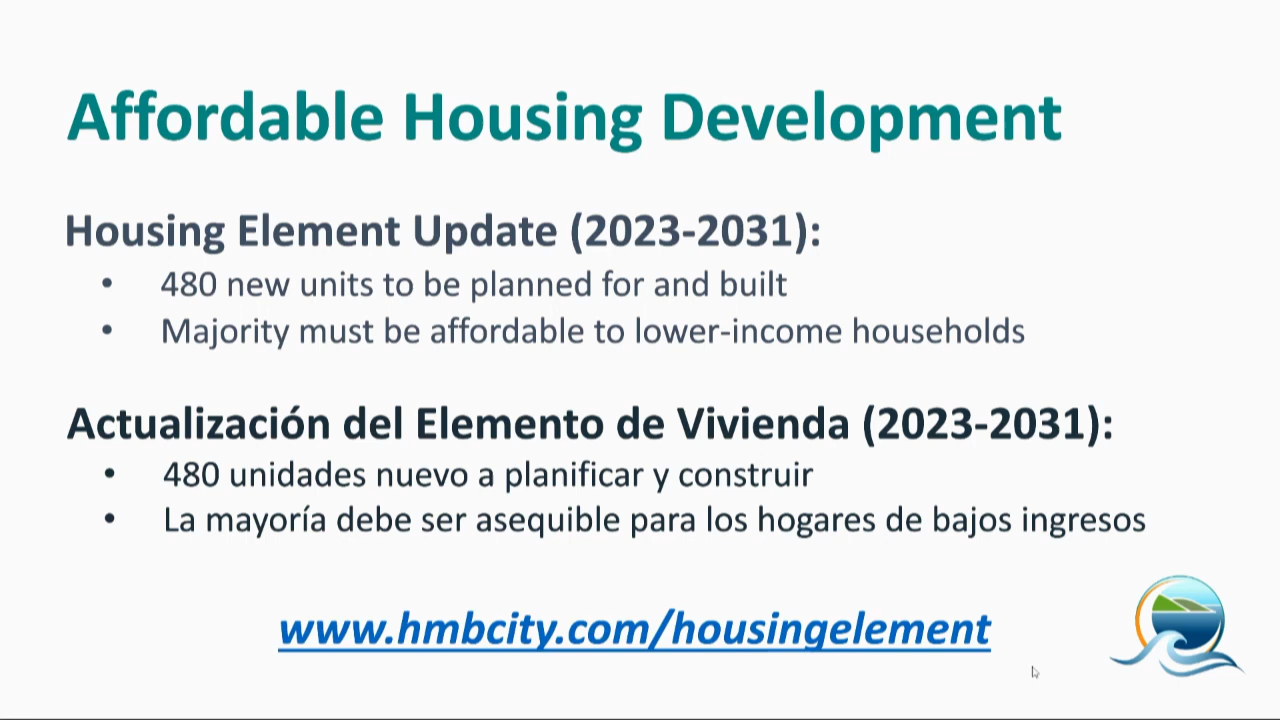 Affordable Housing Development
Housing Element Update (2023-2031):
• 480 new units to be planned for and built
• Majority must be affordable to lower-income households
Actualización del Elemento de Vivienda (2023-2031):
• 480 unidades nuevo a planificar y construir
• La mayoría debe ser asequible para los hogares de bajos ingresos
www.hmbcity.com/housingelement